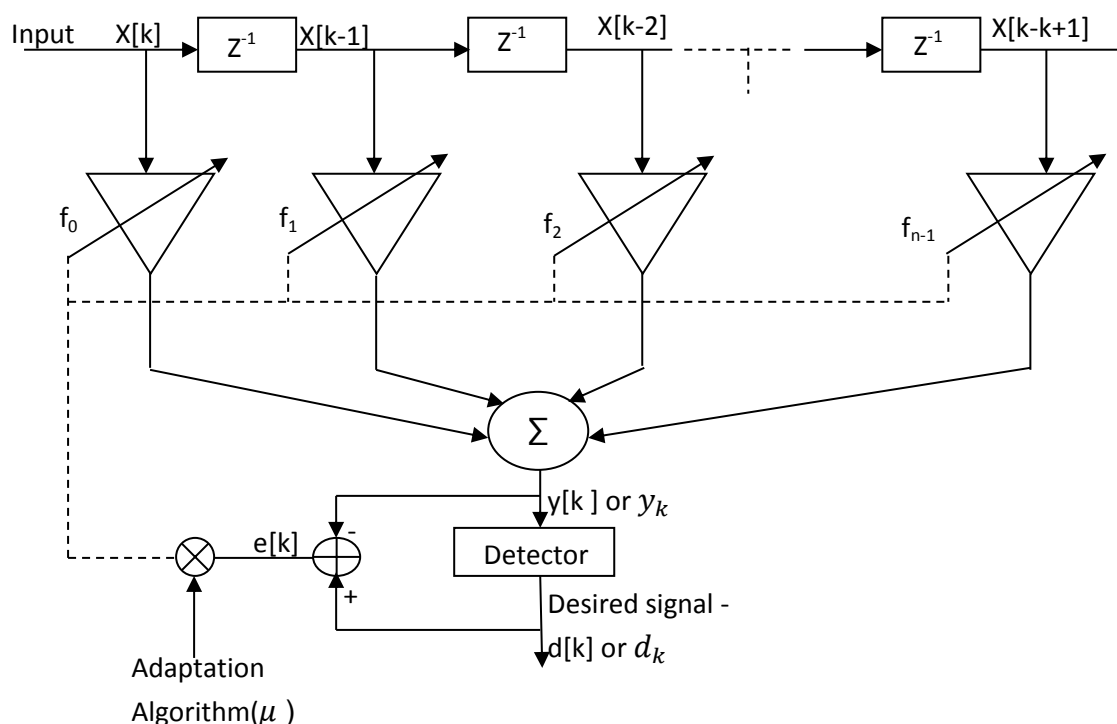 Input X[k] Z⁻¹ X[k-1] Z⁻¹ X[k-2] Z⁻¹ X[k-k+1]
f₀ f₁ f₂ fₙ₋₁
Σ
y[k ] or yₖ
-
e[k]
Detector
+
Desired signal -
d[k] or dₖ
Adaptation
Algorithm(μ )